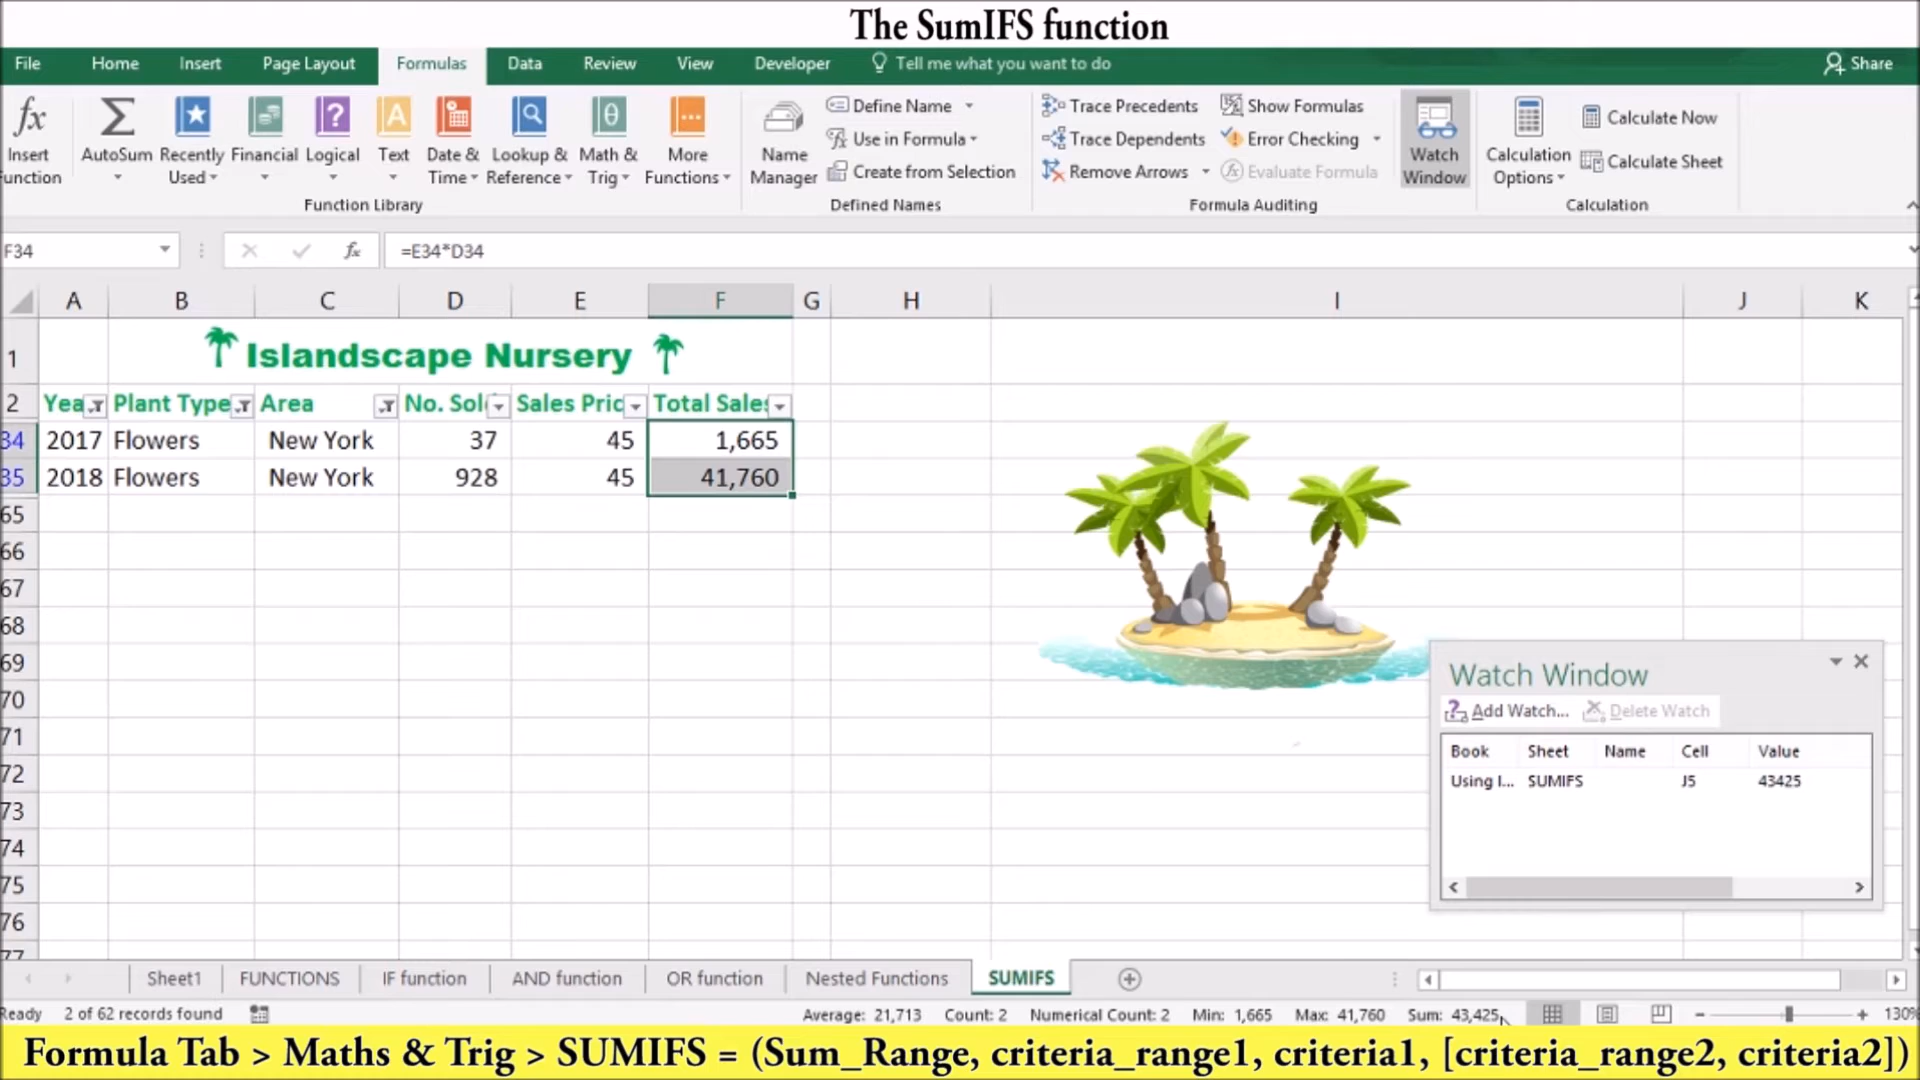 The SumIFS function
File Home Insert Page Layout Formulas Data Review View Developer Tell me what you want to do Share
Insert Function
AutoSum
Recently Used
Financial
Logical
Text
Date & Time
Lookup & Reference
Math & Trig
More Functions
Function Library
Name Manager
Define Name
Use in Formula
Create from Selection
Defined Names
Trace Precedents
Trace Dependents
Remove Arrows
Show Formulas
Error Checking
Evaluate Formula
Formula Auditing
Watch Window
Calculation Options
Calculate Now
Calculate Sheet
Calculation
F34 fx =E34*D34
A B C D E F G H I J K
1 Islandscape Nursery
2 Yea Plant Type Area No. Sol Sales Pric Total Sales
34 2017 Flowers New York 37 45 1,665
35 2018 Flowers New York 928 45 41,760
65
66
67
68
69
70
71
72
73
74
75
76
77
Watch Window
Add Watch... Delete Watch
Book Sheet Name Cell Value
Using I... SUMIFS J5 43425
Sheet1 FUNCTIONS IF function AND function OR function Nested Functions SUMIFS
Ready 2 of 62 records found Average: 21,713 Count: 2 Numerical Count: 2 Min: 1,665 Max: 41,760 Sum: 43,425 130%
Formula Tab > Maths & Trig > SUMIFS = (Sum_Range, criteria_range1, criteria1, [criteria_range2, criteria2])